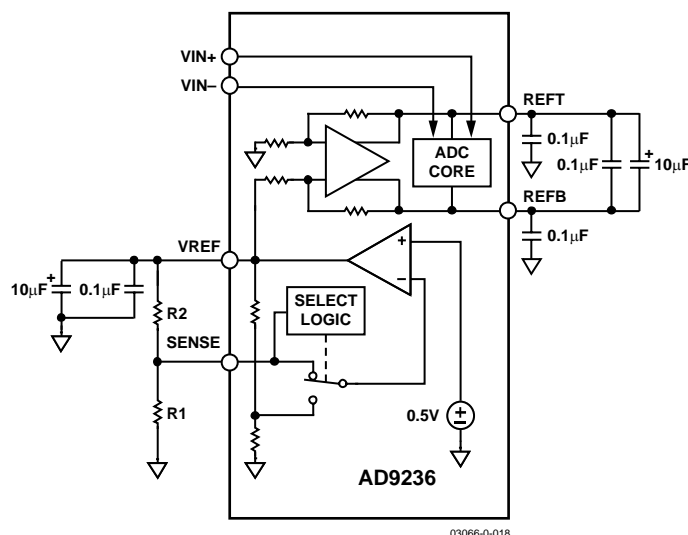 VIN+
VIN–
REFT
0.1µF
ADC
CORE
0.1µF
10µF
+
REFB
0.1µF
VREF
+
–
10µF
+
0.1µF
R2
SELECT
LOGIC
SENSE
R1
0.5V
+
–
AD9236
03066-0-018